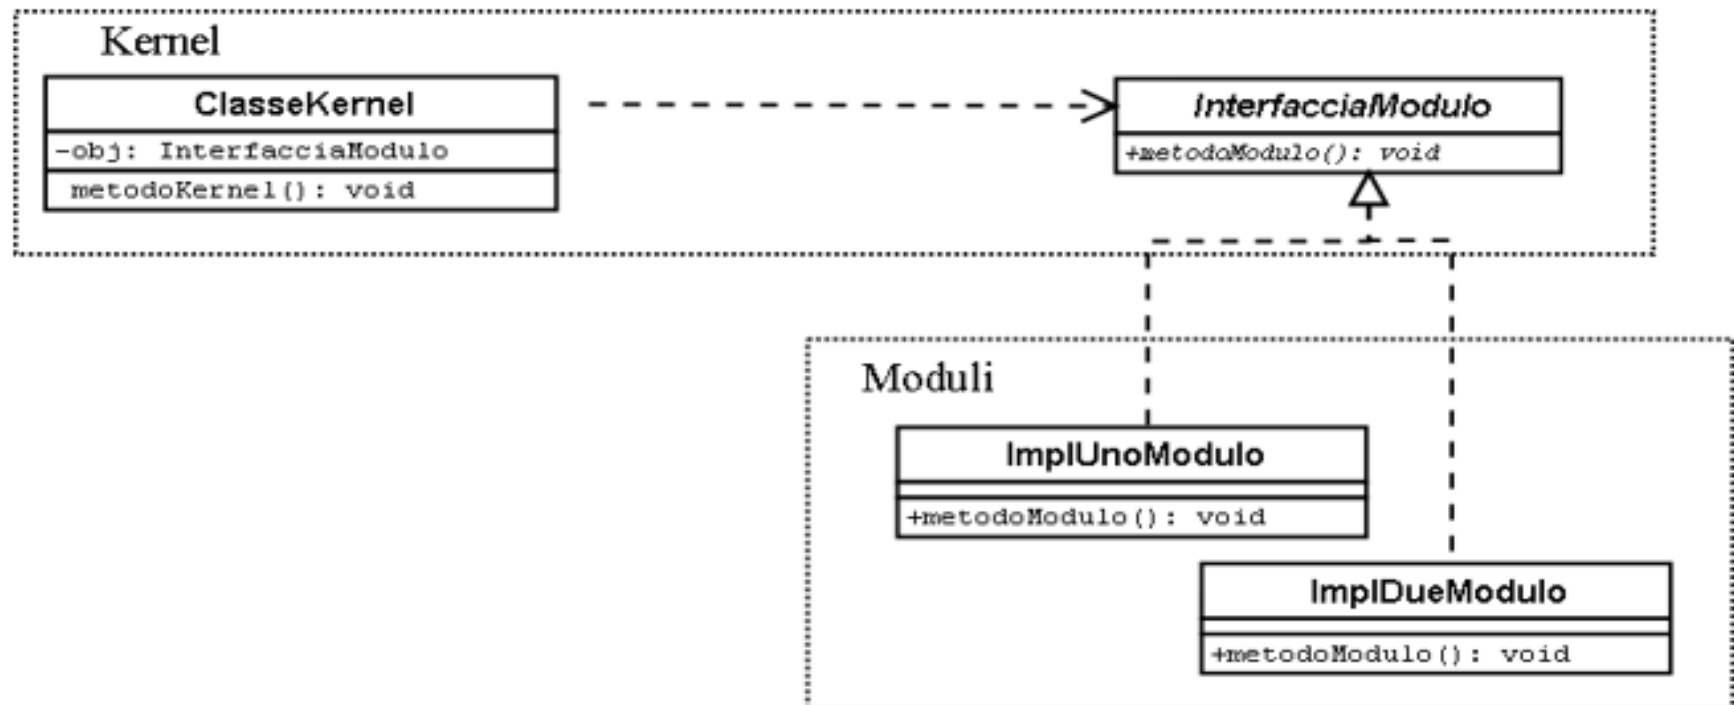 Kernel
ClasseKernel
-obj: InterfacciaModulo
metodoKernel(): void
InterfacciaModulo
+metodoModulo(): void
Moduli
ImplUnoModulo
+metodoModulo(): void
ImplDueModulo
+metodoModulo(): void